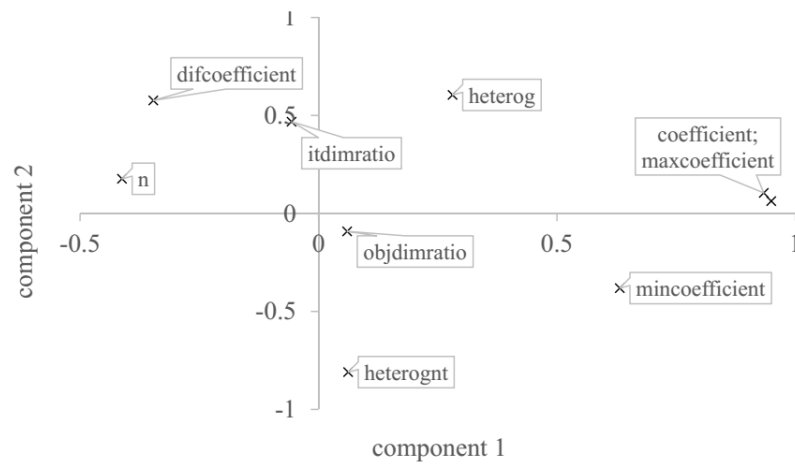 1
difcoefficient
heterog
0.5
coefficient;
maxcoefficient
itdimratio
n
component 2
0
-0.5
0
0.5
1
objdimratio
mincoefficient
-0.5
heterognt
-1
component 1